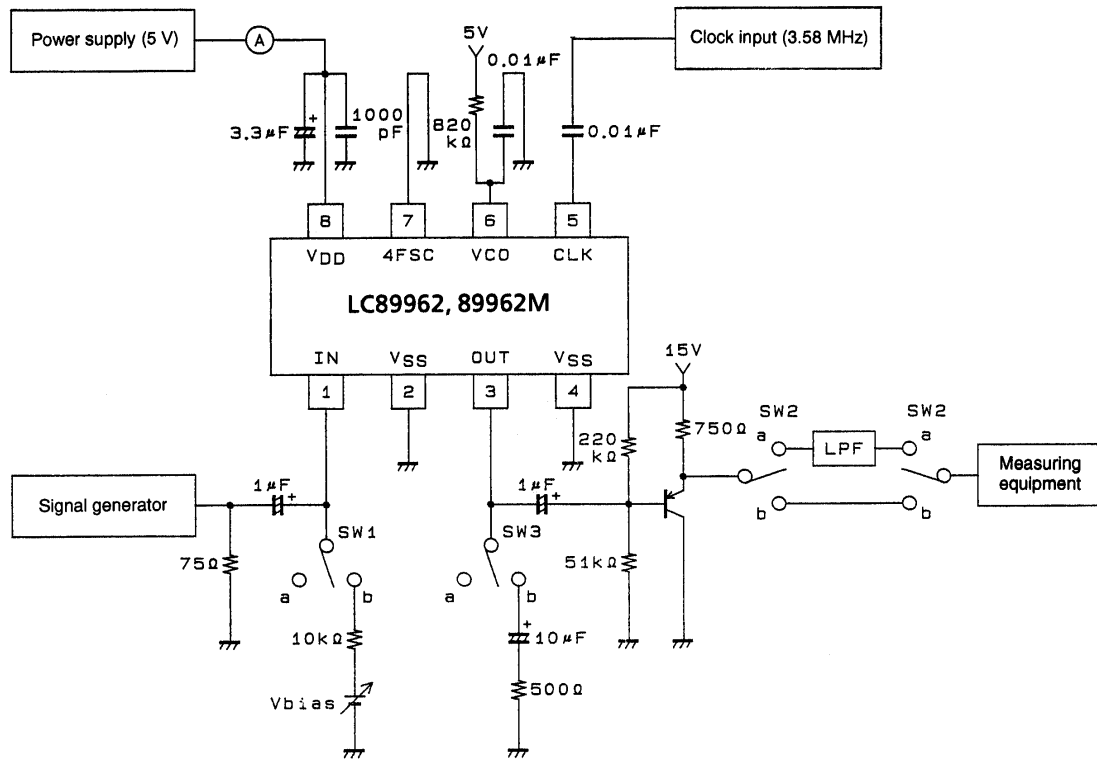 Power supply (5 V)
A
5V
0.01µF
Clock input (3.58 MHz)
+
3.3µF
1000
pF
820
kΩ
0.01µF
8
7
6
5
VDD
4FSC
VCO
CLK
LC89962, 89962M
IN
VSS
OUT
VSS
1
2
3
4
15V
220
kΩ
750Ω
SW2
a
LPF
SW2
a
b
b
Measuring
equipment
Signal generator
1µF
+
75Ω
SW1
a
b
10kΩ
Vbias
1µF
+
SW3
a
b
+
10µF
500Ω
51kΩ